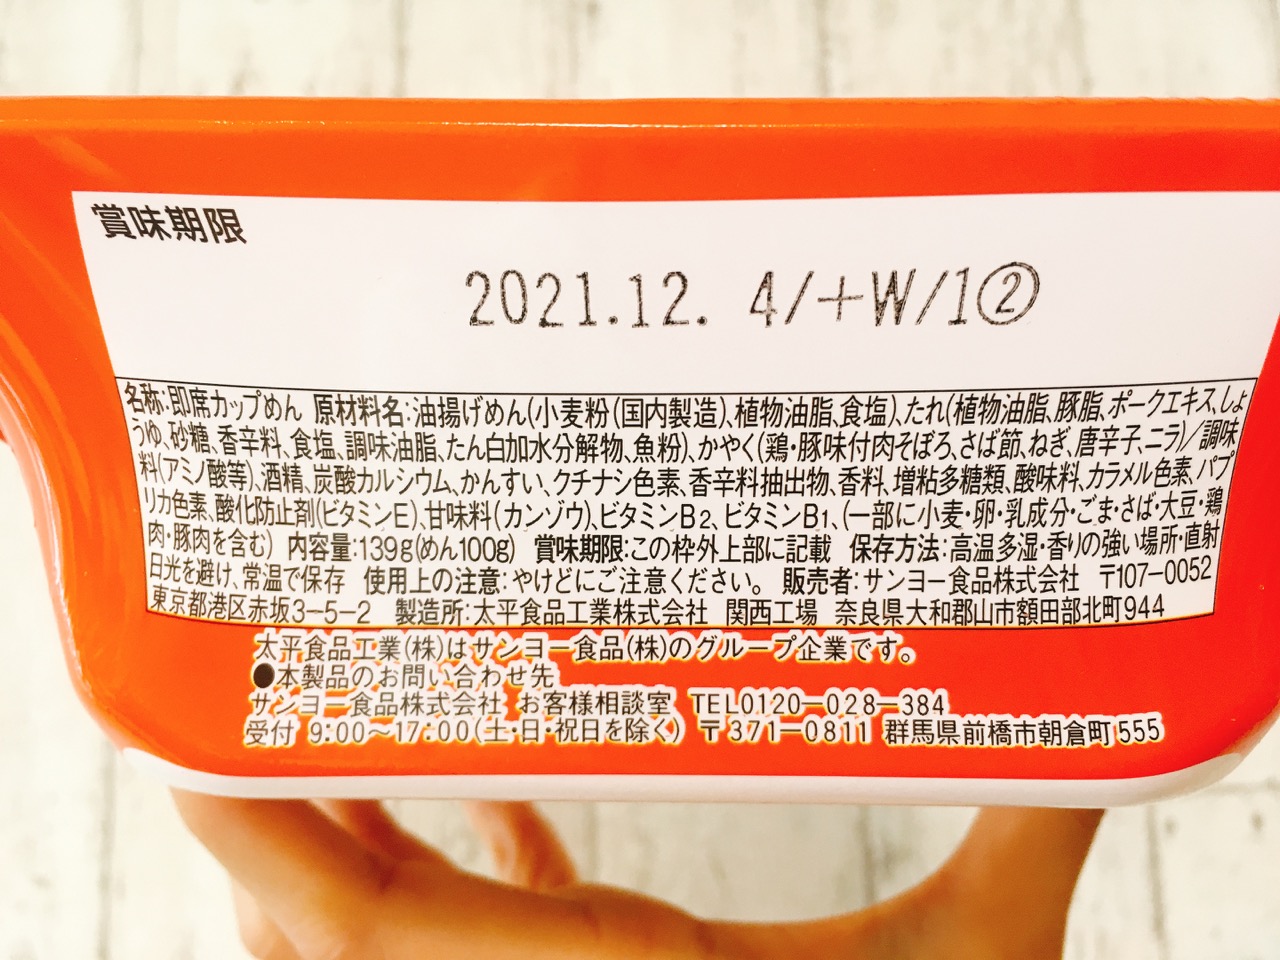 賞味期限
2021.12. 4/+W/1②
名称:即席カップめん 原材料名:油揚げめん(小麦粉(国内製造)、植物油脂、食塩)、たれ(植物油脂、豚脂、ポークエキス、しょ
うゆ、砂糖、香辛料、食塩、調味油脂、たん白加水分解物、魚粉)、かやく(鶏・豚味付肉そぼろ、さば節、ねぎ、唐辛子、ニラ)/調味
料(アミノ酸等)、酒精、炭酸カルシウム、かんすい、クチナシ色素、香辛料抽出物、香料、増粘多糖類、酸味料、カラメル色素、パプ
リカ色素、酸化防止剤(ビタミンE)、甘味料(カンゾウ)、ビタミンB2、ビタミンB1、(一部に小麦・卵・乳成分・ごま・さば・大豆・鶏
肉・豚肉を含む) 内容量:139g(めん100g) 賞味期限:この枠外上部に記載 保存方法:高温多湿・香りの強い場所・直射
日光を避け、常温で保存 使用上の注意:やけどにご注意ください。 販売者:サンヨー食品株式会社 〒107-0052
東京都港区赤坂3-5-2 製造所:太平食品工業株式会社 関西工場 奈良県大和郡山市額田部北町944
太平食品工業(株)はサンヨー食品(株)のグループ企業です。
●本製品のお問い合わせ先
サンヨー食品株式会社 お客様相談室 TEL0120-028-384
受付 9:00〜17:00(土・日・祝日を除く) 〒371-0811 群馬県前橋市朝倉町555